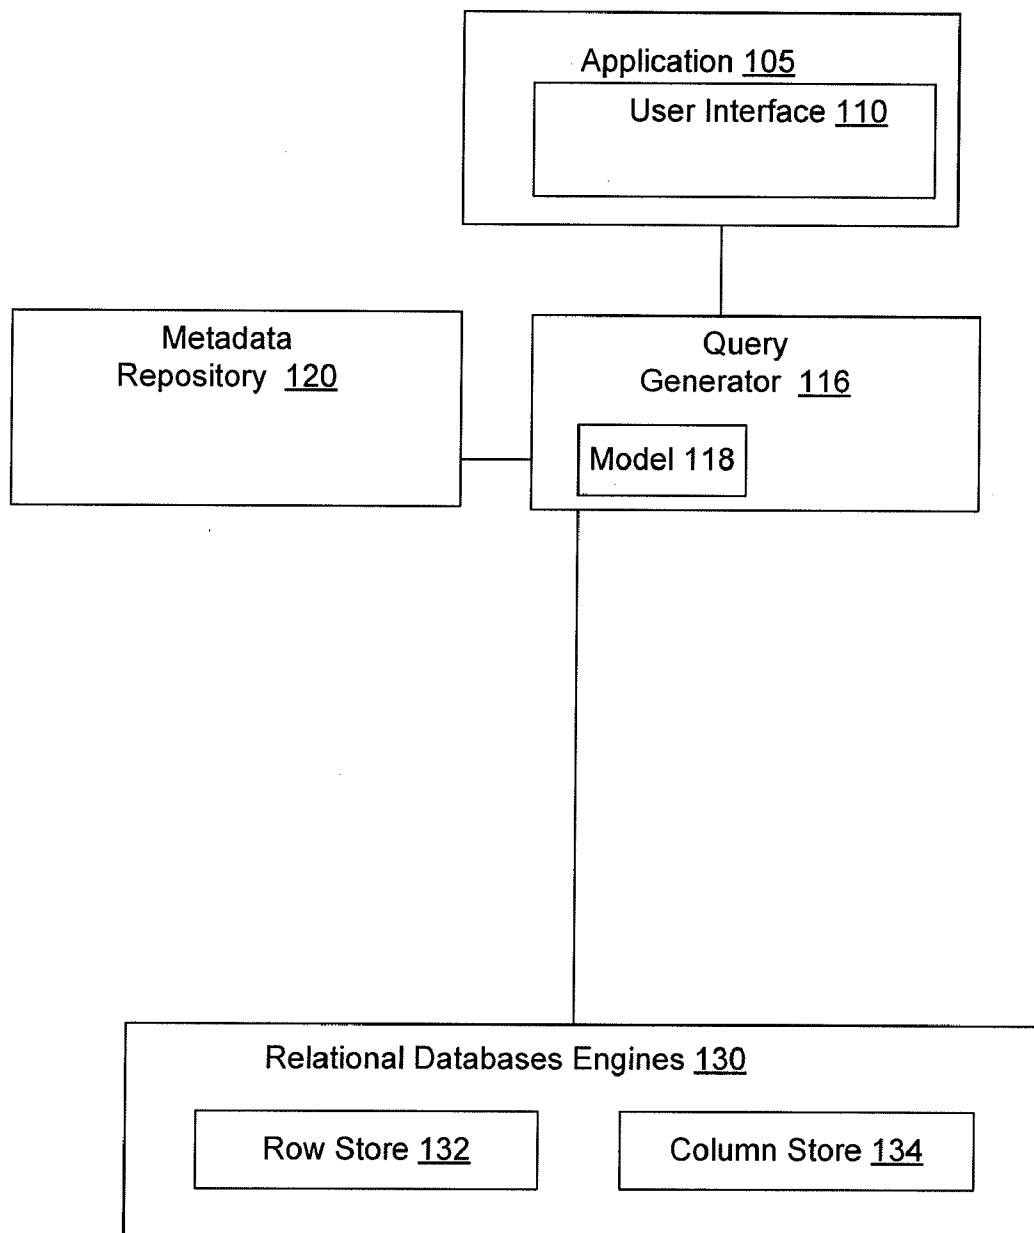 Application 105
User Interface 110
Metadata
Repository 120
Query
Generator 116
Model 118
Relational Databases Engines 130
Row Store 132
Column Store 134